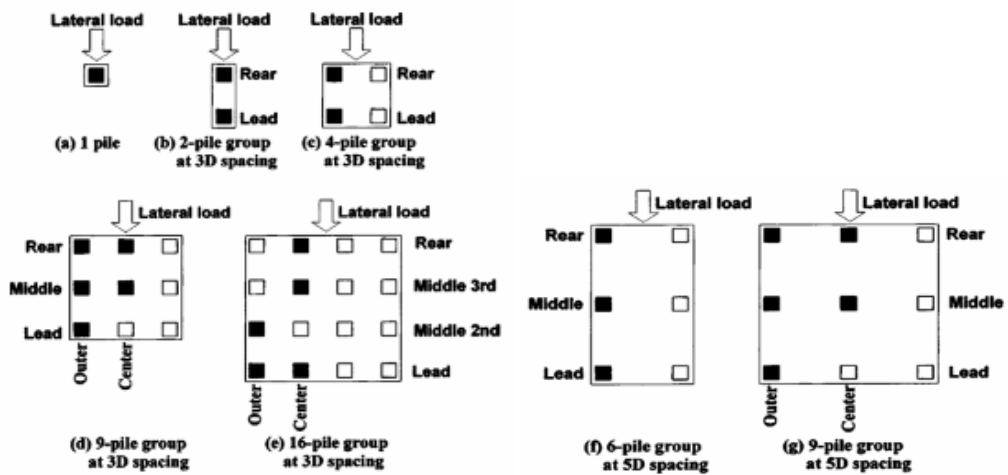 Lateral load
Lateral load
Lateral load
Rear
Lead
Rear
Lead
(a) 1 pile
(b) 2-pile group
at 3D spacing
(c) 4-pile group
at 3D spacing
Lateral load
Rear
Middle
Lead
Outer
Center
(d) 9-pile group
at 3D spacing
Lateral load
Rear
Middle 3rd
Middle 2nd
Lead
Outer
Center
(e) 16-pile group
at 3D spacing
Lateral load
Rear
Middle
Lead
(f) 6-pile group
at 5D spacing
Lateral load
Rear
Middle
Lead
Outer
Center
(g) 9-pile group
at 5D spacing